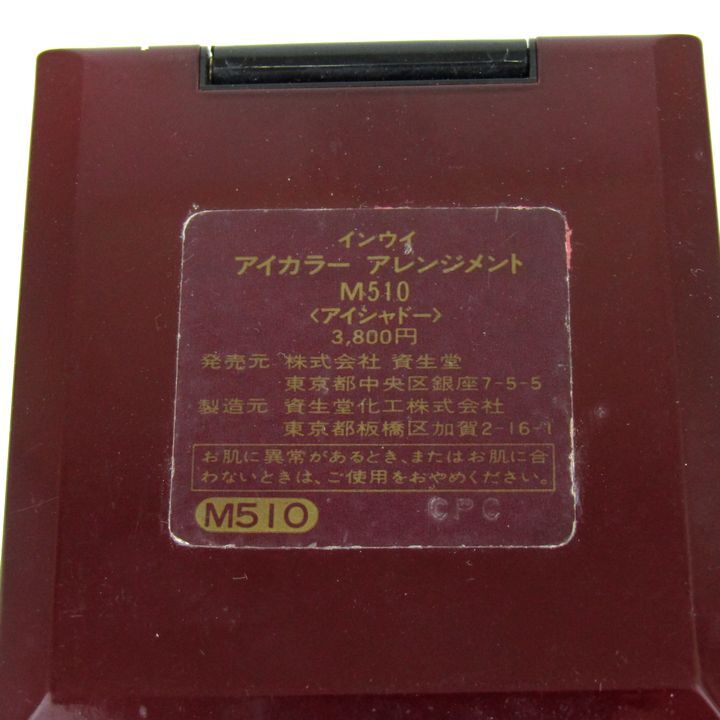 インウイ
アイカラー アレンジメント
M510
〈アイシャドー〉
3,800円
発売元 株式会社 資生堂
東京都中央区銀座7-5-5
製造元 資生堂化工株式会社
東京都板橋区加賀2-16-1
お肌に異常があるとき、またはお肌に合
わないときは、ご使用をおやめください。
M510 CPC